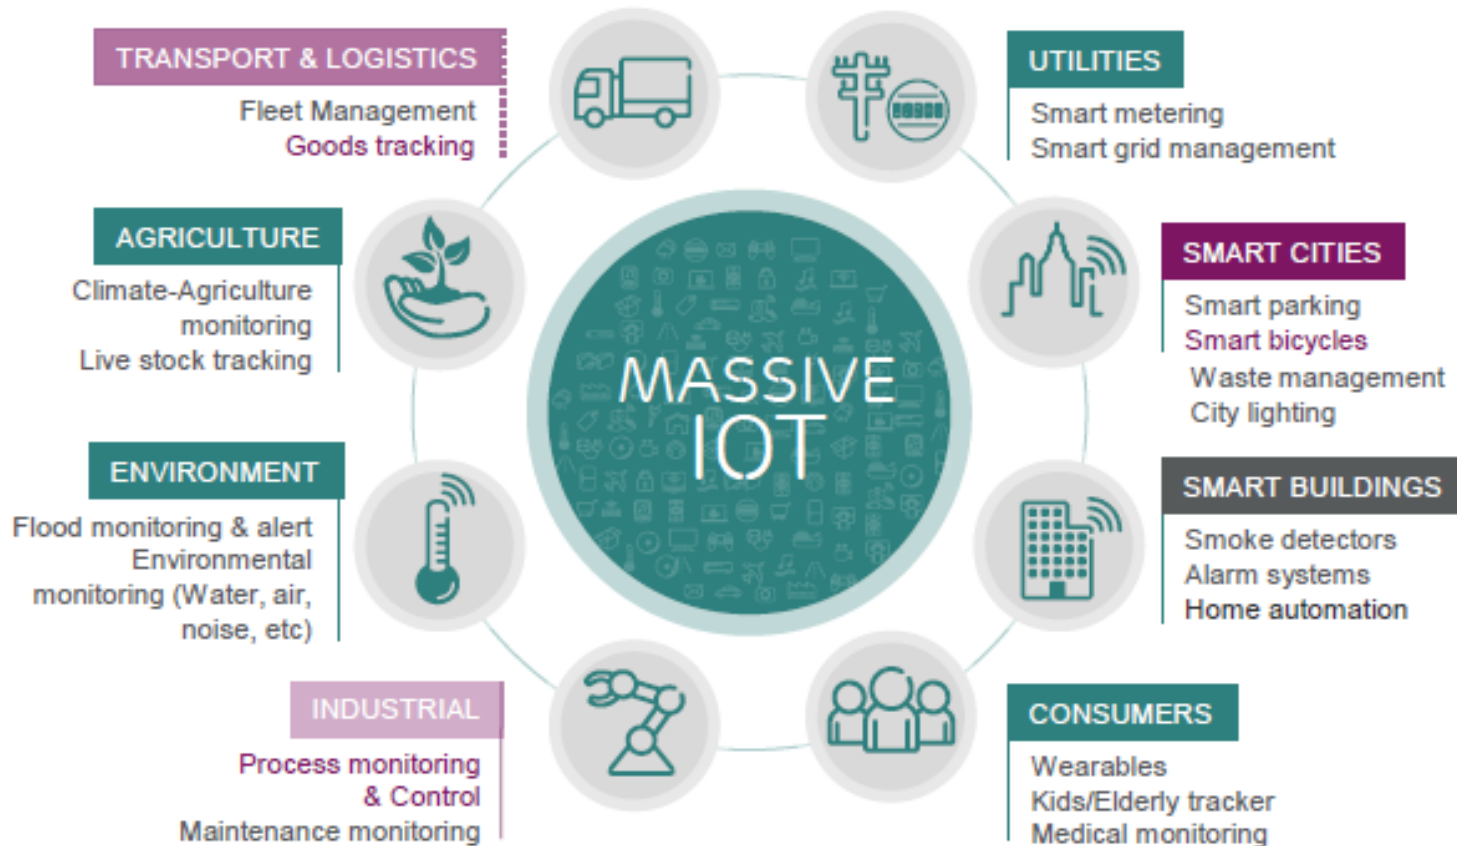 TRANSPORT & LOGISTICS
Fleet Management
Goods tracking
UTILITIES
Smart metering
Smart grid management
AGRICULTURE
Climate-Agriculture
monitoring
Live stock tracking
SMART CITIES
Smart parking
Smart bicycles
Waste management
City lighting
MASSIVE
IOT
ENVIRONMENT
Flood monitoring & alert
Environmental
monitoring (Water, air,
noise, etc)
SMART BUILDINGS
Smoke detectors
Alarm systems
Home automation
INDUSTRIAL
Process monitoring
& Control
Maintenance monitoring
CONSUMERS
Wearables
Kids/Elderly tracker
Medical monitoring